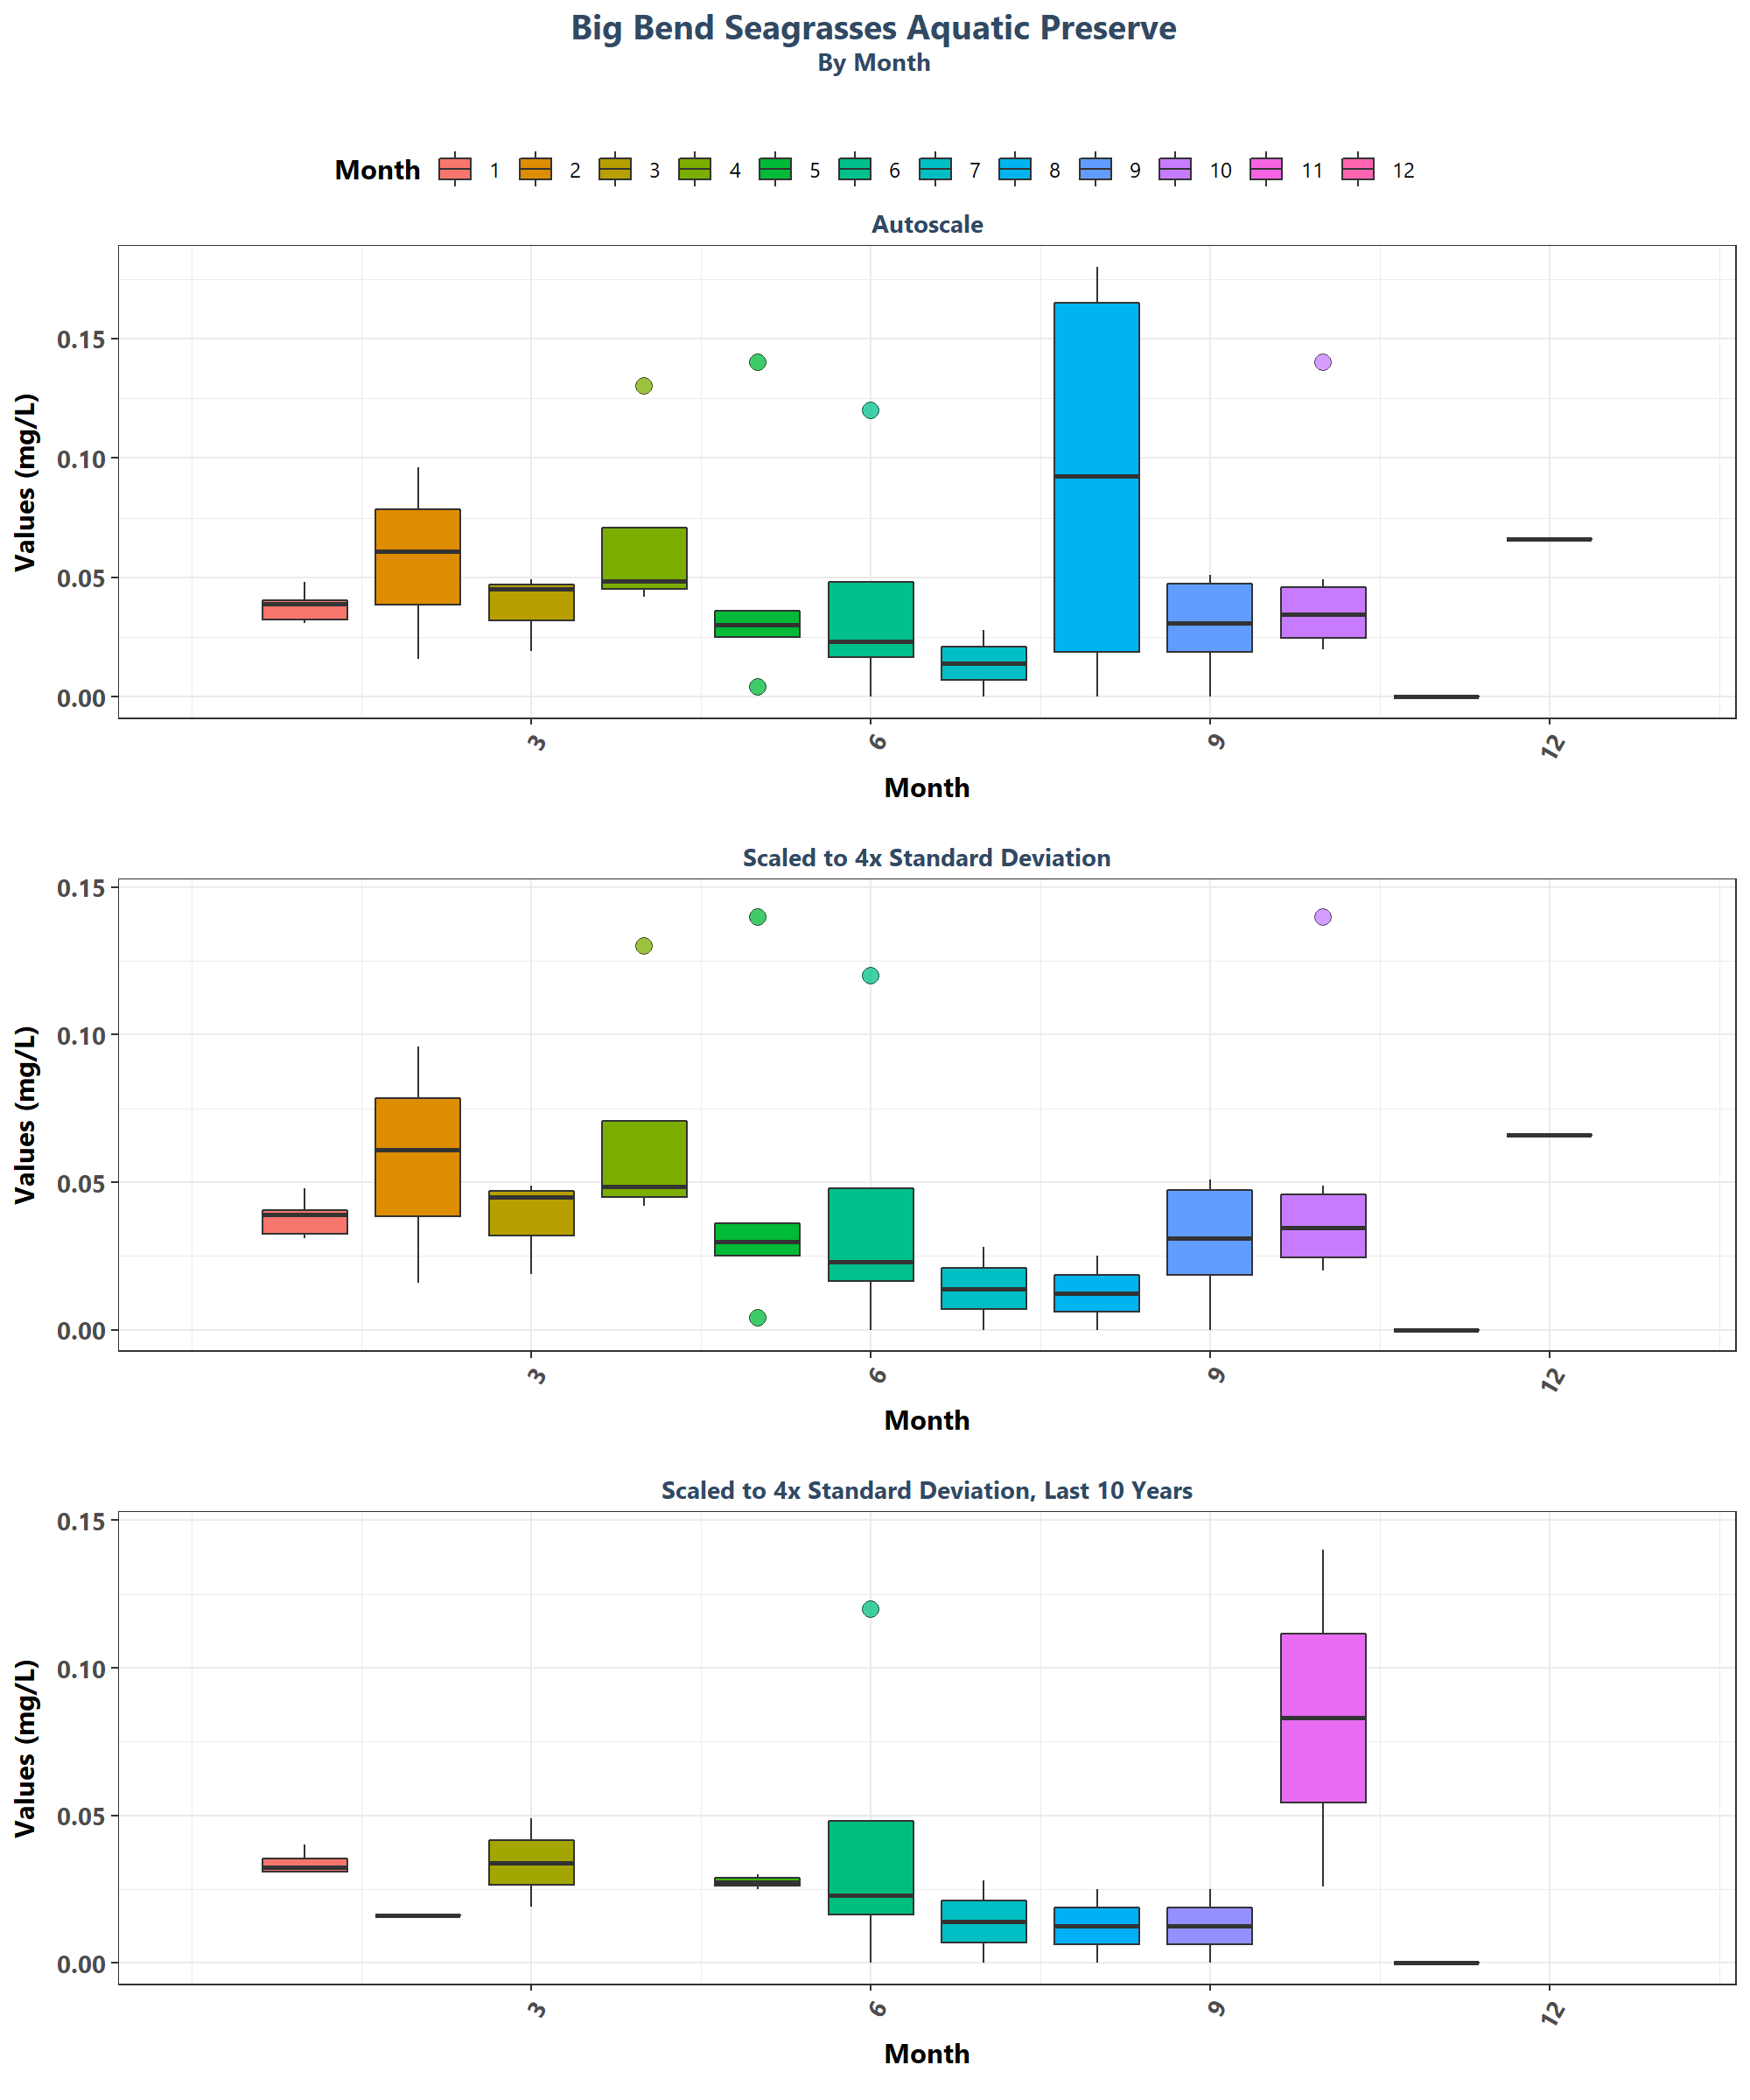 Big Bend Seagrasses Aquatic Preserve
By Month
Month 1 2 3 4 5 6 7 8 9 10 11 12
Autoscale
Values (mg/L)
0.15
0.10
0.05
0.00
3 6 9 12
Month
Scaled to 4x Standard Deviation
Values (mg/L)
0.15
0.10
0.05
0.00
3 6 9 12
Month
Scaled to 4x Standard Deviation, Last 10 Years
Values (mg/L)
0.15
0.10
0.05
0.00
3 6 9 12
Month